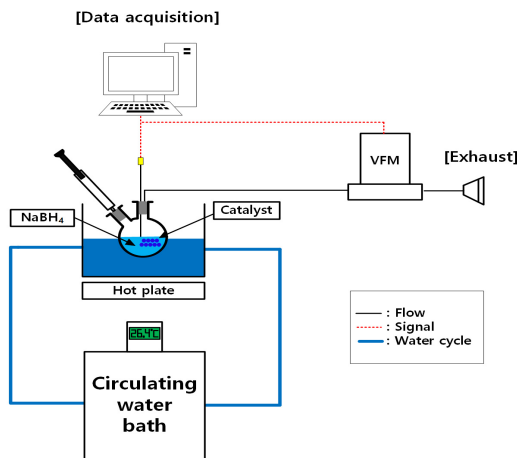 [Data acquisition]
VFM
[Exhaust]
NaBH₄
Catalyst
Hot plate
26.4℃
Circulating
water
bath
: Flow
: Signal
: Water cycle